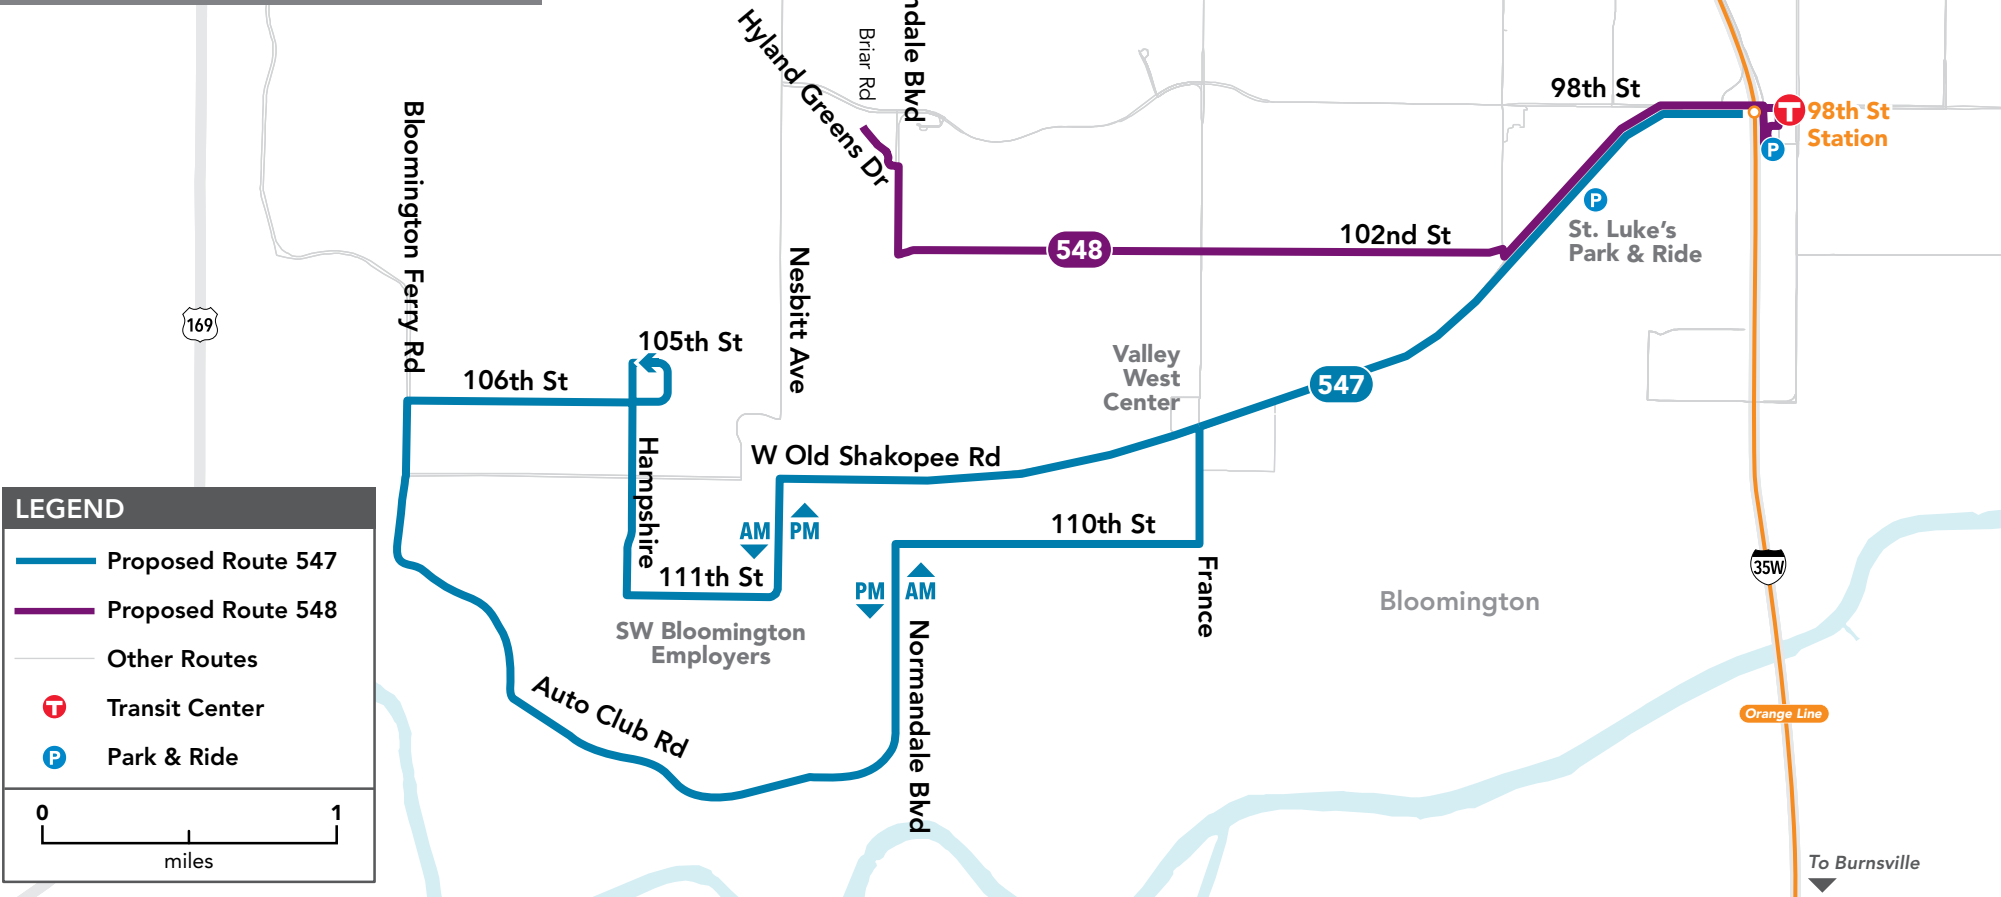 ndale Blvd
Briar Rd
Hyland Greens Dr
98th St
T
98th St
Station
P
Bloomington Ferry Rd
P
St. Luke's
Park & Ride
102nd St
548
Nesbitt Ave
169
105th St
Valley
West
Center
106th St
547
W Old Shakopee Rd
Hampshire
AM
PM
110th St
111th St
France
35W
PM
AM
Bloomington
SW Bloomington
Employers
Normandale Blvd
Auto Club Rd
Orange Line
To Burnsville
LEGEND
Proposed Route 547
Proposed Route 548
Other Routes
T
Transit Center
P
Park & Ride
0
1
miles